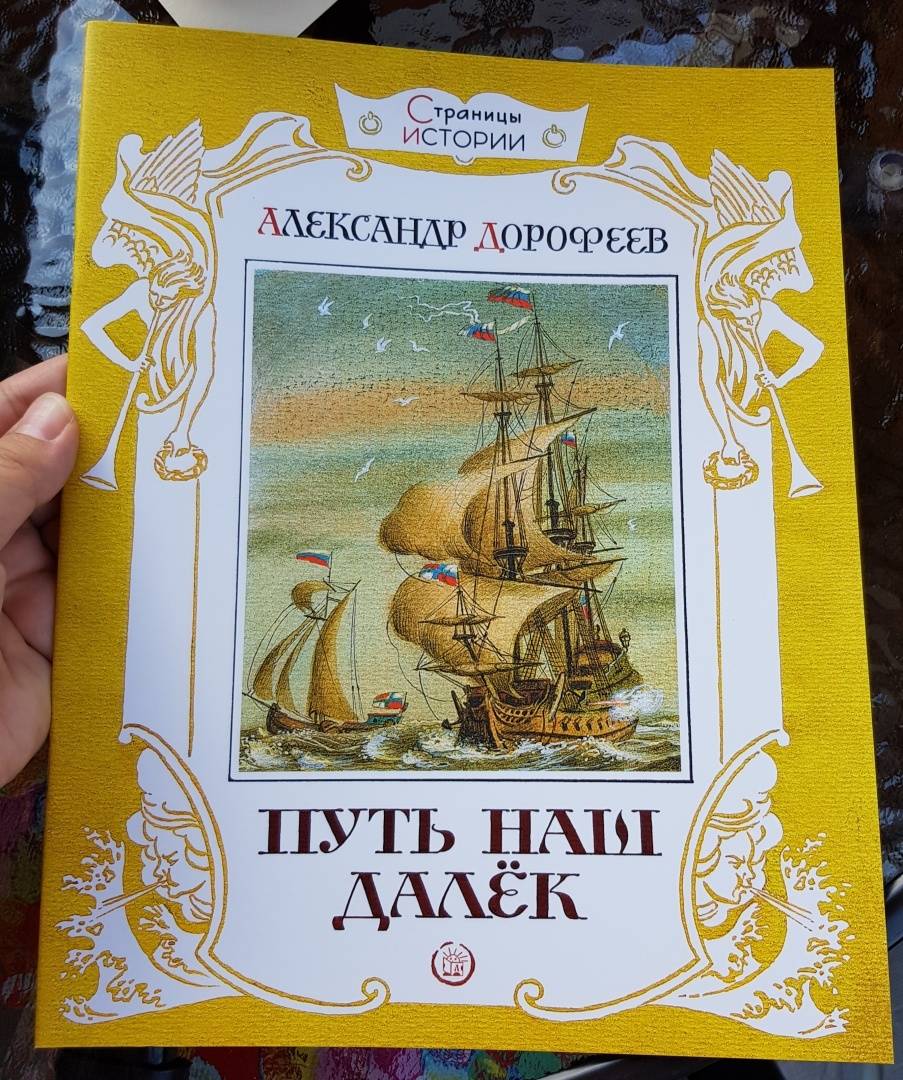 Страницы
ИСТОРИИ
АЛЕКСАНДР ДОРОФЕЕВ
ПУТЬ НАШ
ДАЛЁК